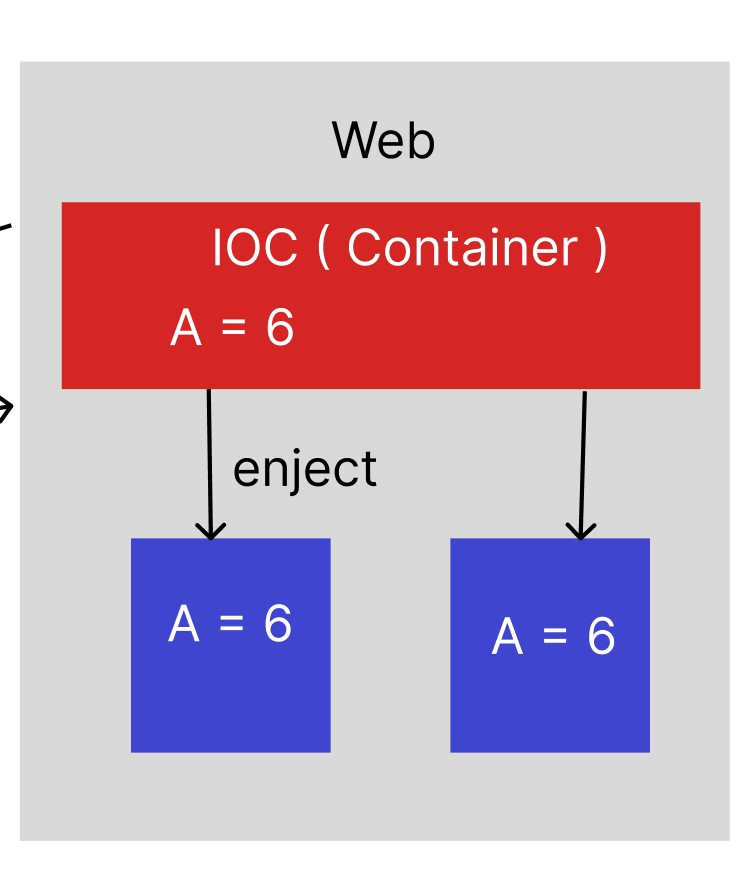 Web
IOC ( Container )
A = 6
enject
A = 6
A = 6